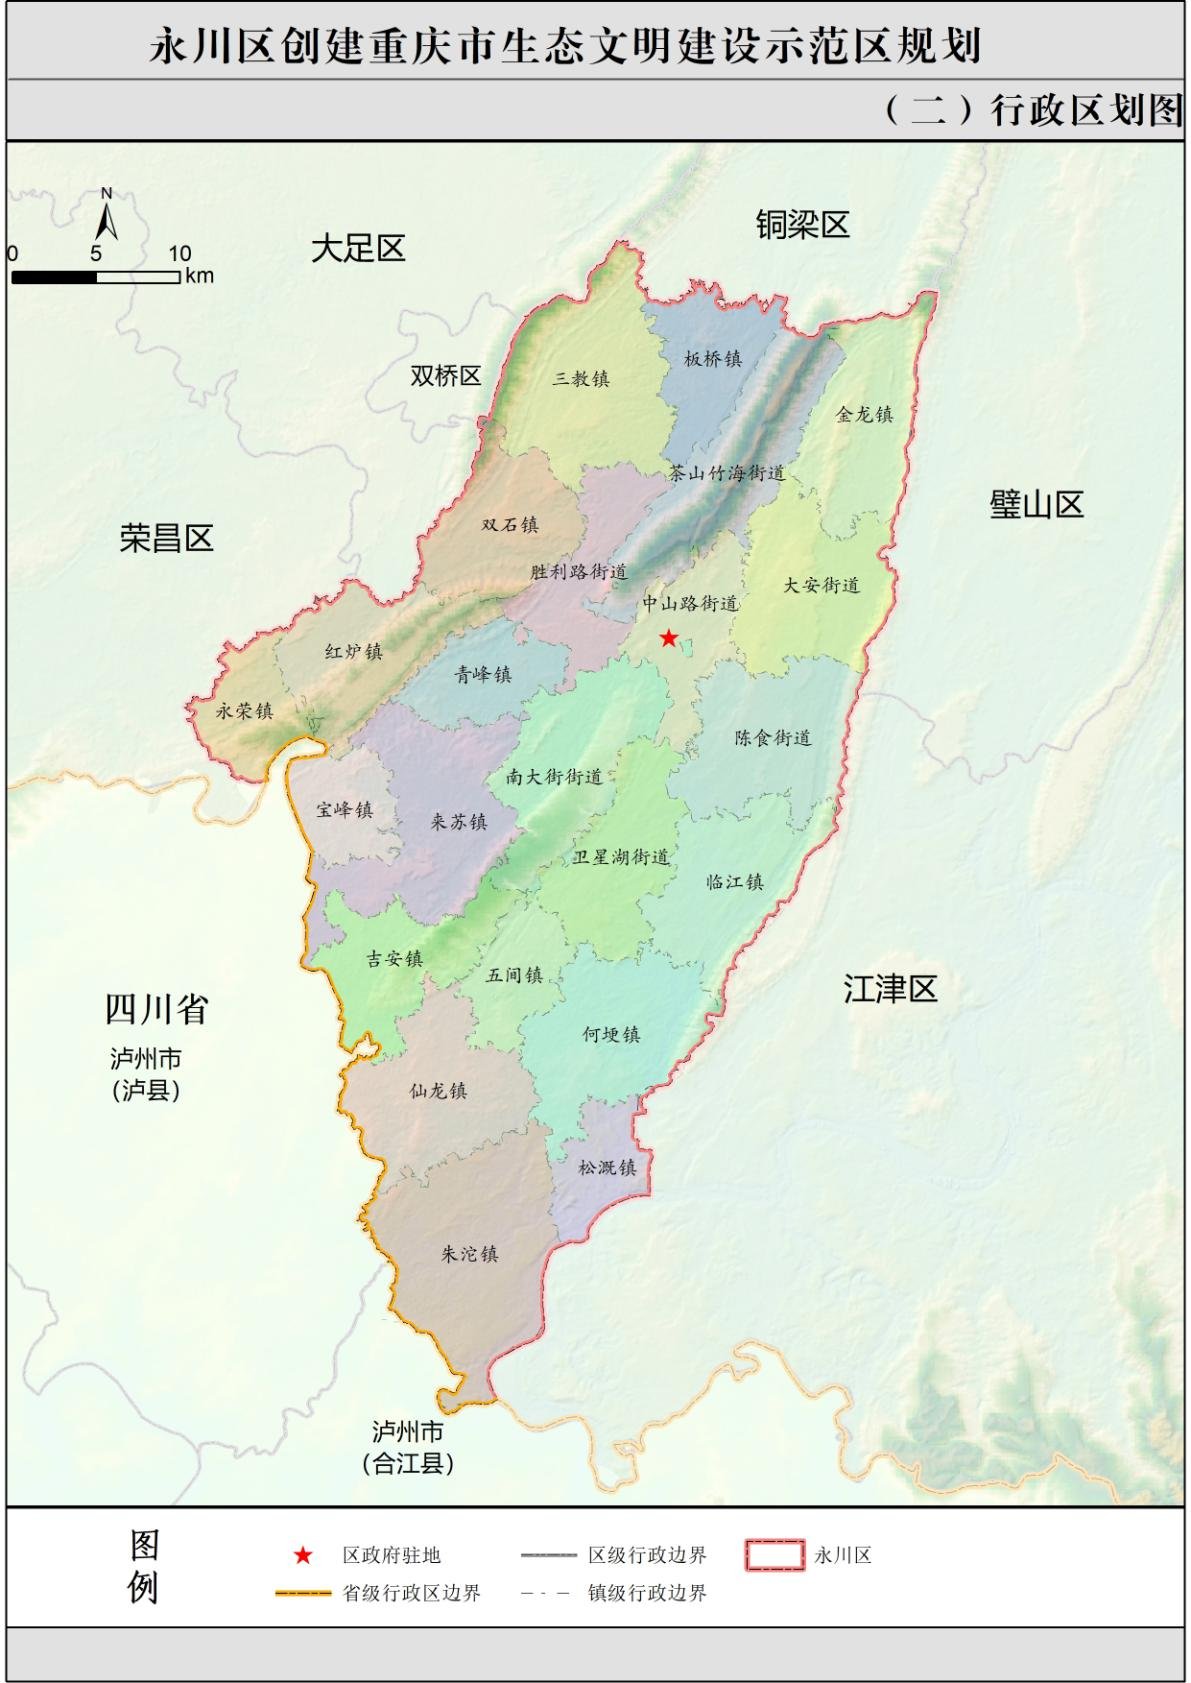 永川区创建重庆市生态文明建设示范区规划
（二）行政区划图
N
0 5 10
km
大足区
铜梁区
双桥区
荣昌区
璧山区
三教镇
板桥镇
金龙镇
茶山竹海街道
双石镇
胜利路街道
中山路街道
大安街道
红炉镇
青峰镇
永荣镇
陈食街道
南大街街道
宝峰镇
来苏镇
卫星湖街道
临江镇
吉安镇
五间镇
何埂镇
仙龙镇
松溉镇
朱沱镇
江津区
四川省
泸州市
（泸县）
泸州市
（合江县）
图
例
区政府驻地
区级行政边界
永川区
省级行政区边界
镇级行政边界